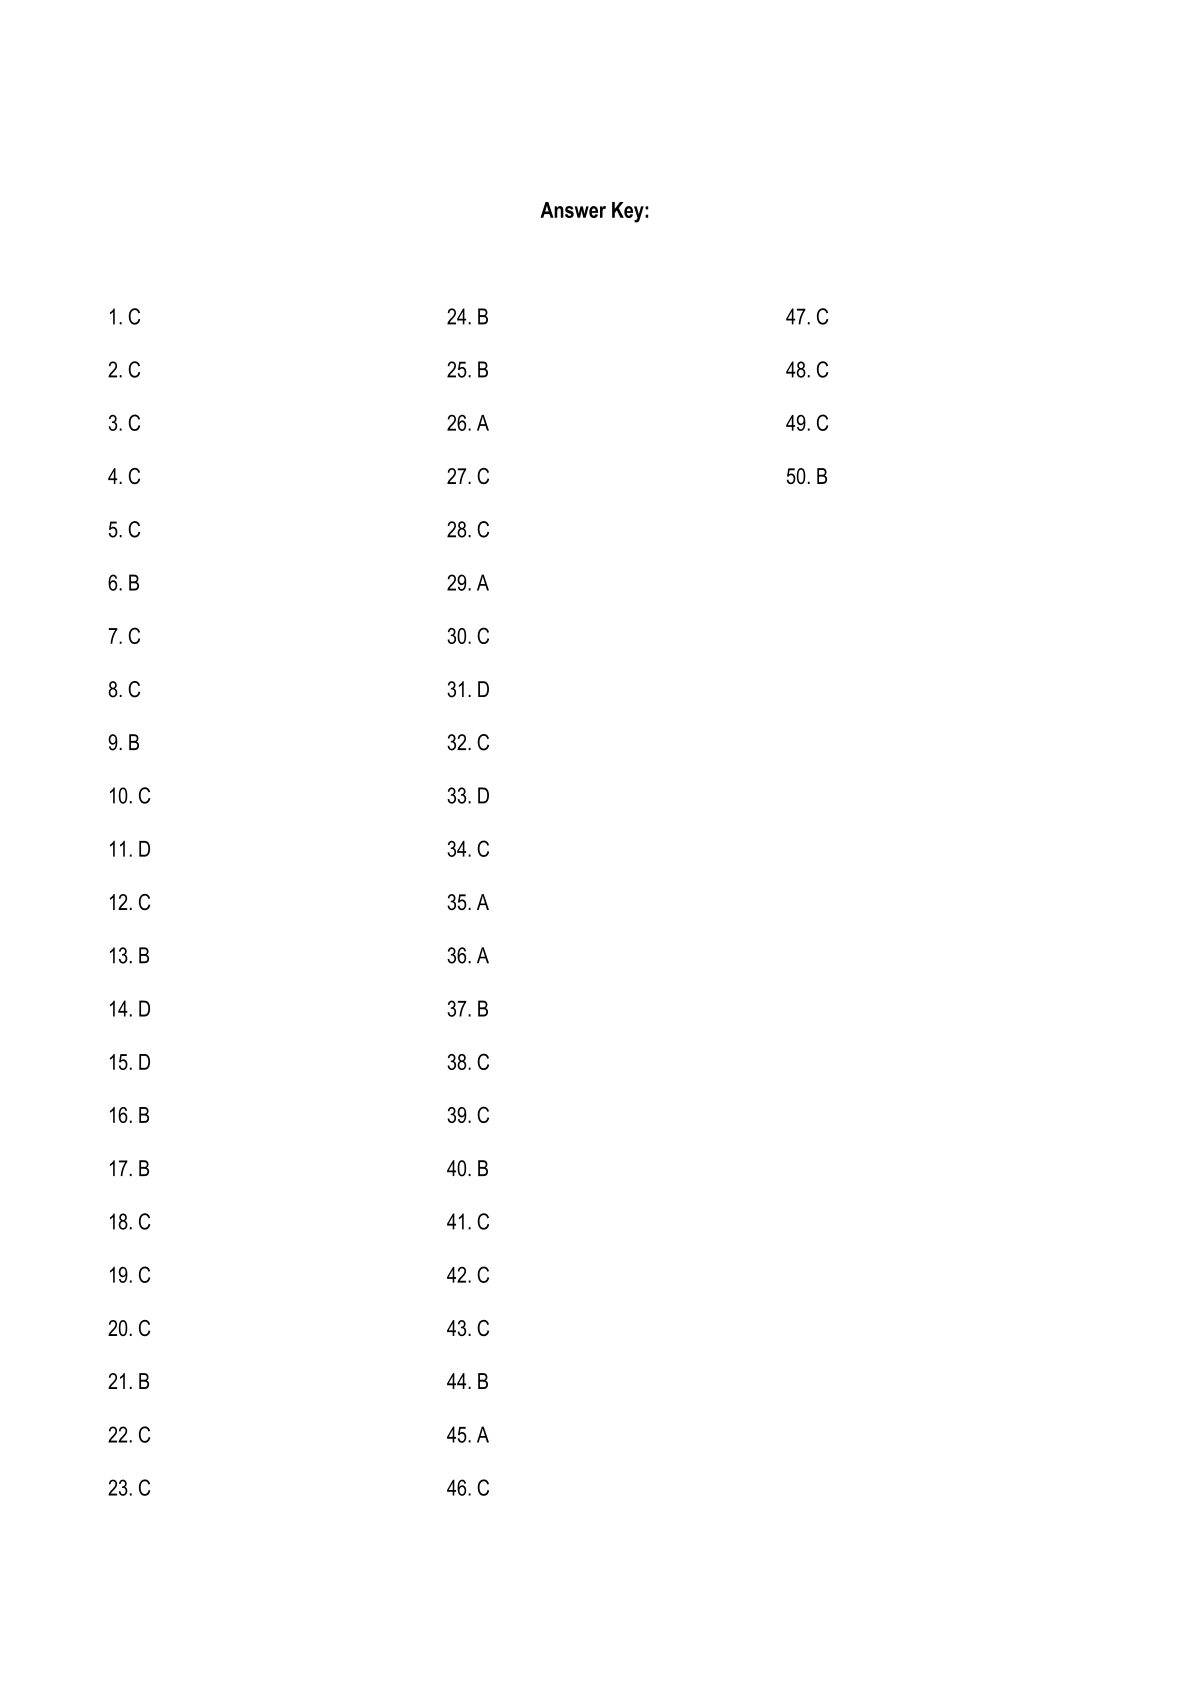 Answer Key:
1. C
2. C
3. C
4. C
5. C
6. B
7. C
8. C
9. B
10. C
11. D
12. C
13. B
14. D
15. D
16. B
17. B
18. C
19. C
20. C
21. B
22. C
23. C
24. B
25. B
26. A
27. C
28. C
29. A
30. C
31. D
32. C
33. D
34. C
35. A
36. A
37. B
38. C
39. C
40. B
41. C
42. C
43. C
44. B
45. A
46. C
47. C
48. C
49. C
50. B